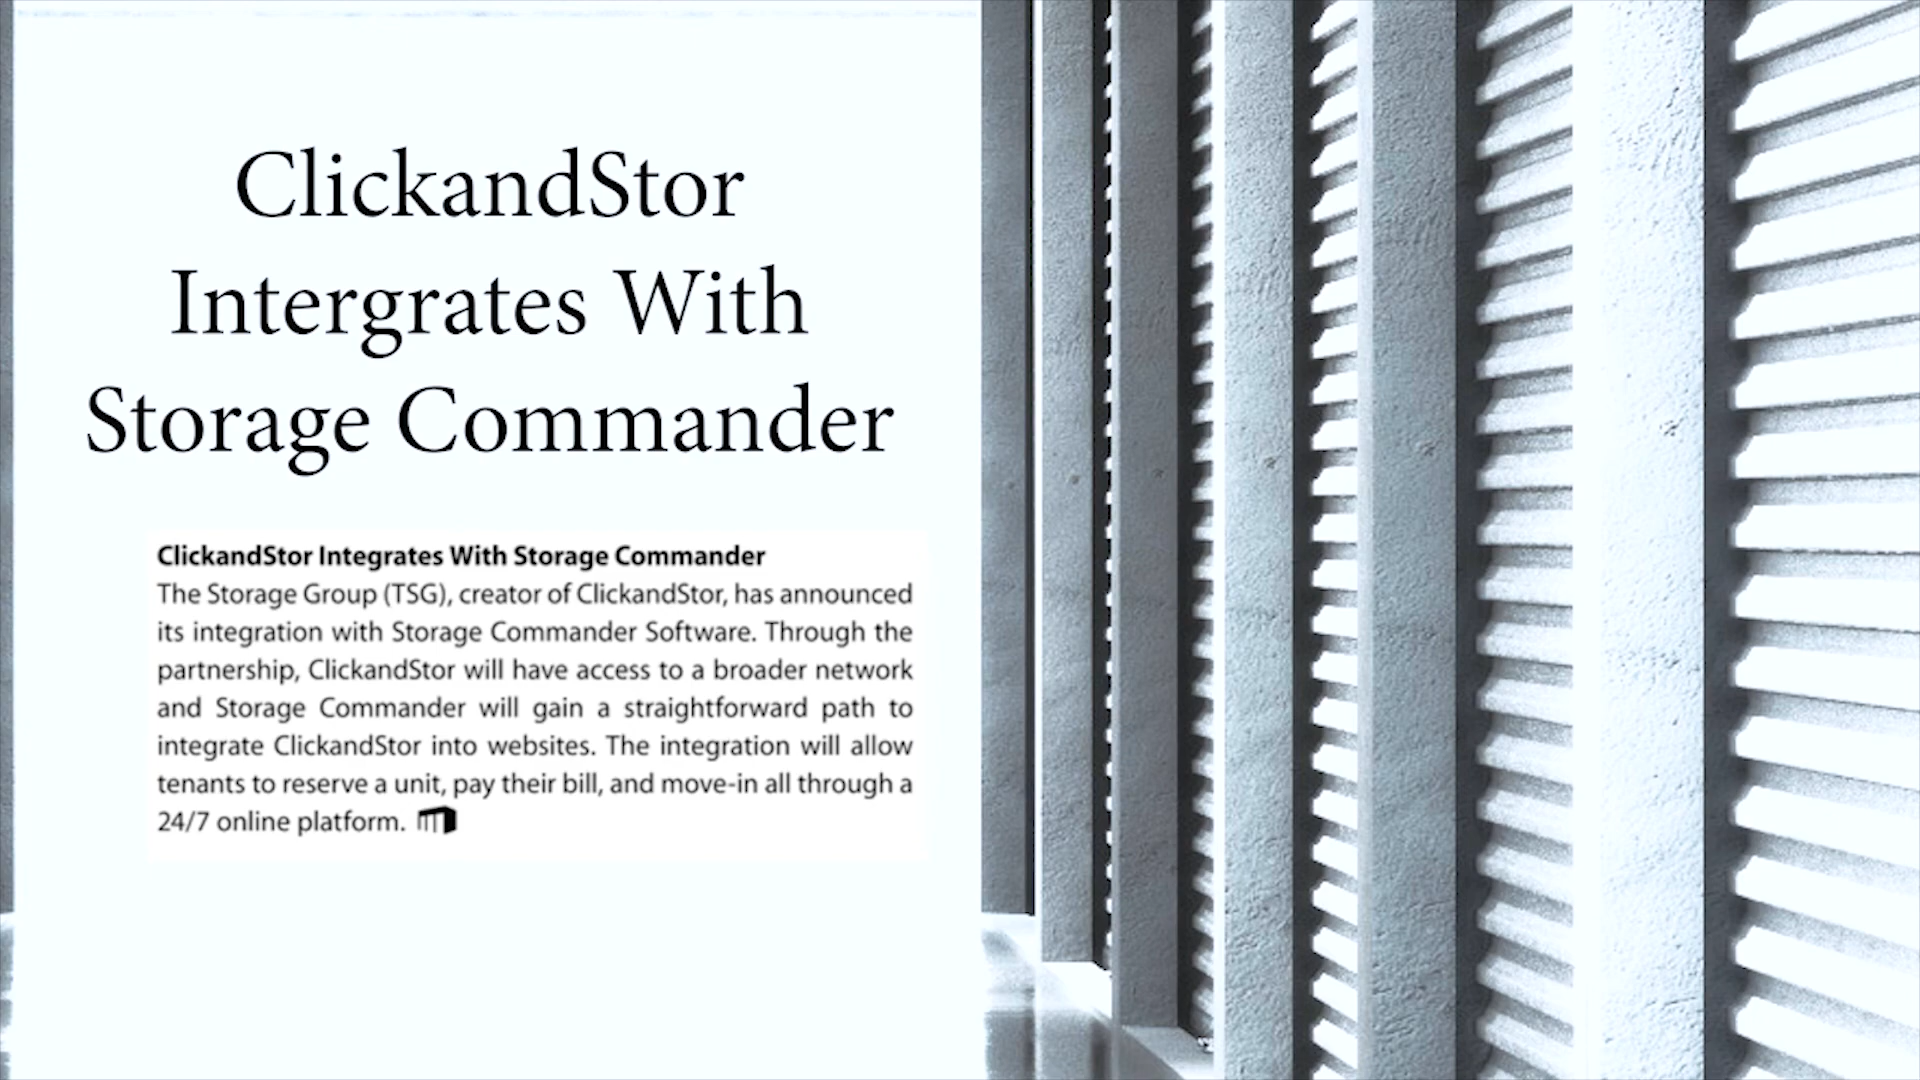 ClickandStor
Intergrates With
Storage Commander
ClickandStor Integrates With Storage Commander
The Storage Group (TSG), creator of ClickandStor, has announced
its integration with Storage Commander Software. Through the
partnership, ClickandStor will have access to a broader network
and Storage Commander will gain a straightforward path to
integrate ClickandStor into websites. The integration will allow
tenants to reserve a unit, pay their bill, and move-in all through a
24/7 online platform.